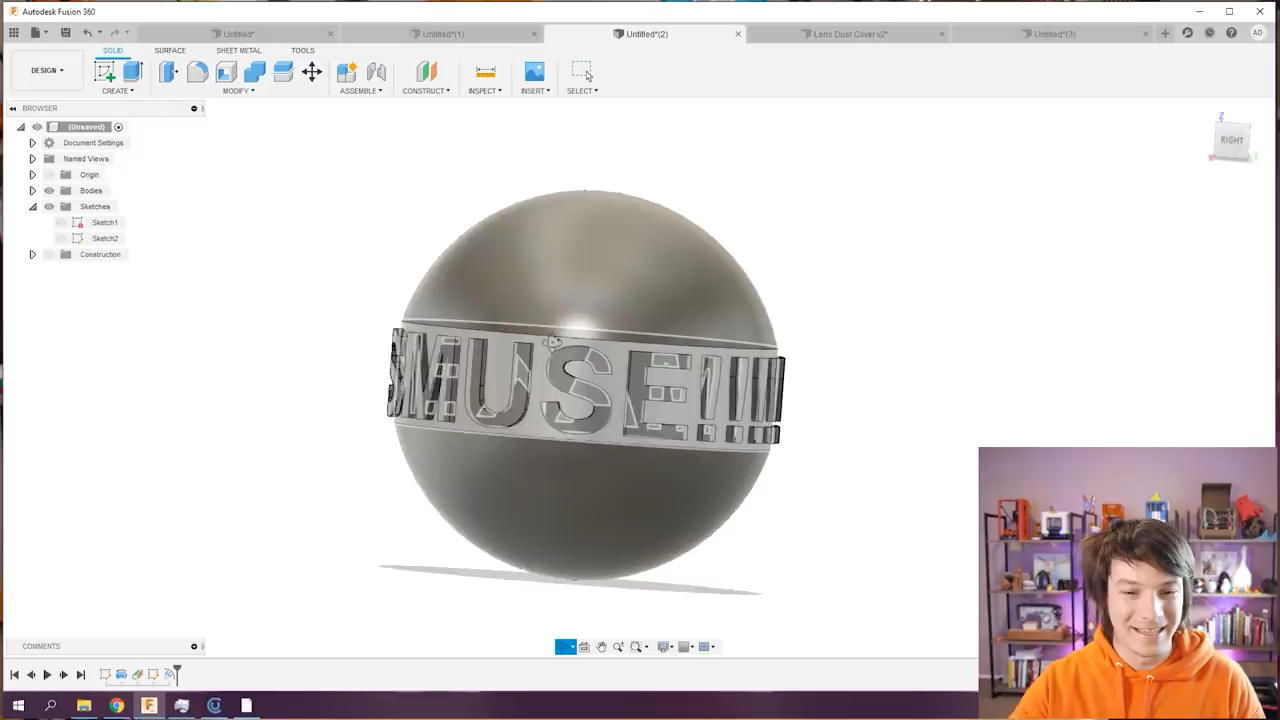 Autodesk Fusion 360
Untitled*
Untitled*(1)
Untitled*(2)
Lens Dust Cover v2*
Untitled*(3)
AD
SOLID
SURFACE
SHEET METAL
TOOLS
DESIGN
CREATE
MODIFY
ASSEMBLE
CONSTRUCT
INSPECT
INSERT
SELECT
BROWSER
(Unsaved)
Document Settings
Named Views
Origin
Bodies
Sketches
Sketch1
Sketch2
Construction
Z
RIGHT
SMUSE!!!!
COMMENTS